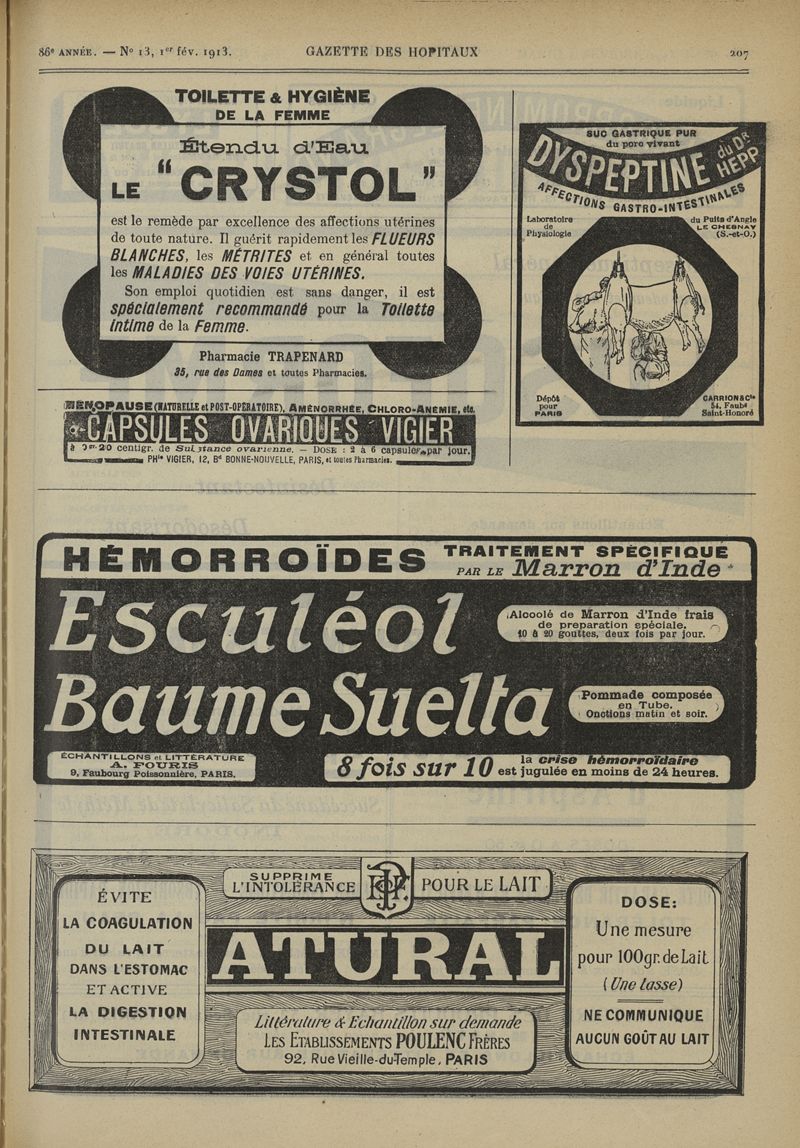 86e ANNÉE. — No 13, 1er fév. 1913.
GAZETTE DES HOPITAUX
207
TOILETTE & HYGIÈNE
DE LA FEMME
Étendu d'Eau
LE "CRYSTOL"
est le remède par excellence des affections utérines
de toute nature. Il guérit rapidement les FLUEURS
BLANCHES, les MÉTRITES et en général toutes
les MALADIES DES VOIES UTÉRINES.
Son emploi quotidien est sans danger, il est
spécialement recommandé pour la Toilette
intime de la Femme.
Pharmacie TRAPENARD
35, rue des Dames et toutes Pharmacies.
SUC GASTRIQUE PUR
du porc vivant
DYSPEPTINE du Dr HEPP
AFFECTIONS GASTRO-INTESTINALES
Laboratoire
de
Physiologie
du Puits d'Angle
LE CHESNAY
(S.-et-O.)
Dépôt
pour
PARIS
CARRION & Cie
54, Faubg
Saint-Honoré
MÉNOPAUSE (NATURELLE et POST-OPÉRATOIRE), AMÉNORRHÉE, CHLORO-ANÉMIE, etc.
CAPSULES OVARIQUES VIGIER
à 0gr.20 centigr. de Substance ovarienne. — DOSE : 2 à 6 capsules par jour.
PHie VIGIER, 12, Bd BONNE-NOUVELLE, PARIS, et toutes Pharmacies.
HÉMORROÏDES
TRAITEMENT SPÉCIFIQUE
PAR LE Marron d'Inde
Esculéol
Alcoolé de Marron d'Inde frais
de preparation spéciale.
10 à 20 gouttes, deux fois par jour.
Baume Suelta
Pommade composée
en Tube.
Onctions matin et soir.
ÉCHANTILLONS et LITTÉRATURE
A. FOURIS
9, Faubourg Poissonnière, PARIS.
8 fois sur 10 la crise hémorroïdaire
est jugulée en moins de 24 heures.
SUPPRIME
L'INTOLÉRANCE
POUR LE LAIT
ÉVITE
LA COAGULATION
DU LAIT
DANS L'ESTOMAC
ET ACTIVE
LA DIGESTION
INTESTINALE
ATURAL
Littérature & Echantillon sur demande
LES ETABLISSEMENTS POULENC FRÈRES
92, Rue Vieille-du-Temple, PARIS
DOSE:
Une mesure
pour 100gr. de Lait
(Une tasse)
NE COMMUNIQUE
AUCUN GOÛT AU LAIT